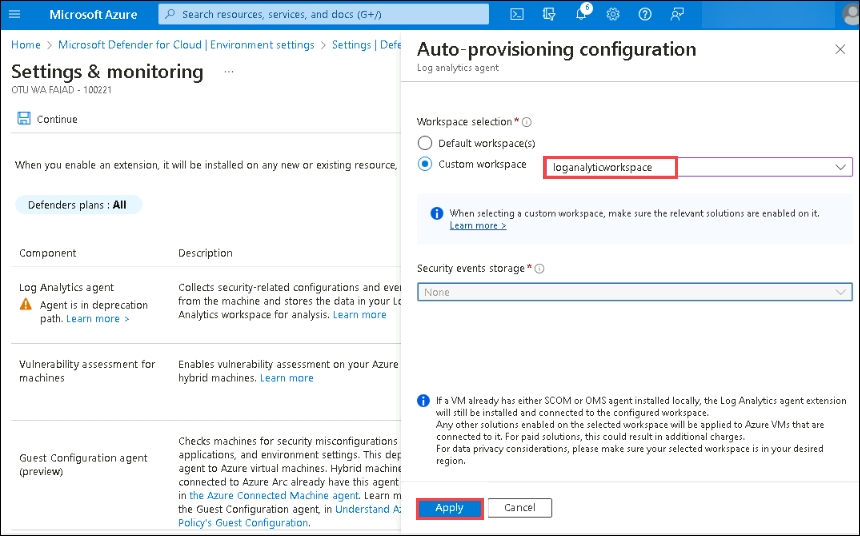 Microsoft Azure
Search resources, services, and docs (G+/)
6
Home > Microsoft Defender for Cloud | Environment settings > Settings | Defe
Settings & monitoring ...
OTU WA FAIAD - 100221
Continue
When you enable an extension, it will be installed on any new or existing resource,
Defenders plans : All
Component Description
Log Analytics agent
Agent is in deprecation
path. Learn more >
Collects security-related configurations and eve
from the machine and stores the data in your Lo
Analytics workspace for analysis. Learn more
Vulnerability assessment for
machines
Enables vulnerability assessment on your Azure
hybrid machines. Learn more
Guest Configuration agent
(preview)
Checks machines for security misconfigurations
applications, and environment settings. This dep
agent to Azure virtual machines. Hybrid machine
connected to Azure Arc already have this agent
in the Azure Connected Machine agent. Learn m
the Guest Configuration agent, in Understand Az
Policy's Guest Configuration.
Auto-provisioning configuration
Log analytics agent
Workspace selection *
Default workspace(s)
Custom workspace
loganalyticworkspace
When selecting a custom workspace, make sure the relevant solutions are enabled on it.
Learn more >
Security events storage *
None
If a VM already has either SCOM or OMS agent installed locally, the Log Analytics agent extension
will still be installed and connected to the configured workspace.
Any other solutions enabled on the selected workspace will be applied to Azure VMs that are
connected to it. For paid solutions, this could result in additional charges.
For data privacy considerations, please make sure your selected workspace is in your desired
region.
Apply
Cancel